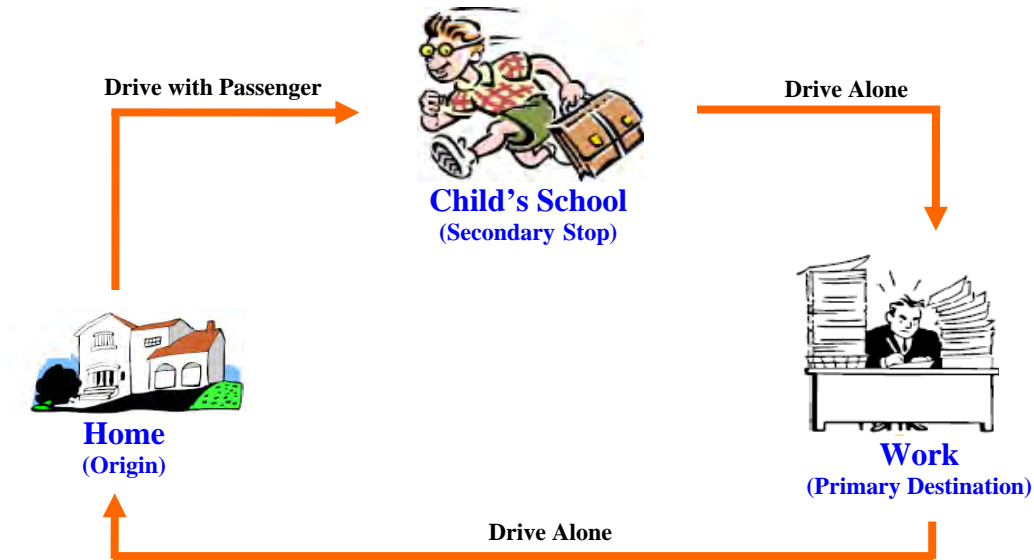 Drive with Passenger
Drive Alone
Child’s School
(Secondary Stop)
Home
(Origin)
Work
(Primary Destination)
Drive Alone